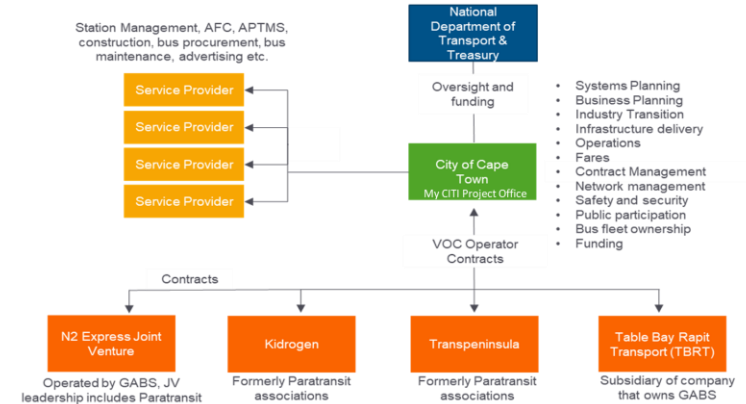 Station Management, AFC, APTMS,
construction, bus procurement, bus
maintenance, advertising etc.
National
Department of
Transport &
Treasury
Service Provider
Service Provider
Service Provider
Service Provider
Oversight and
funding
City of Cape
Town
My CITI Project Office
• Systems Planning
• Business Planning
• Industry Transition
• Infrastructure delivery
• Operations
• Fares
• Contract Management
• Network management
• Safety and security
• Public participation
• Bus fleet ownership
• Funding
VOC Operator
Contracts
Contracts
N2 Express Joint
Venture
Operated by GABS, JV
leadership includes Paratransit
Kidrogen
Formerly Paratransit
associations
Transpeninsula
Formerly Paratransit
associations
Table Bay Rapit
Transport (TBRT)
Subsidiary of company
that owns GABS